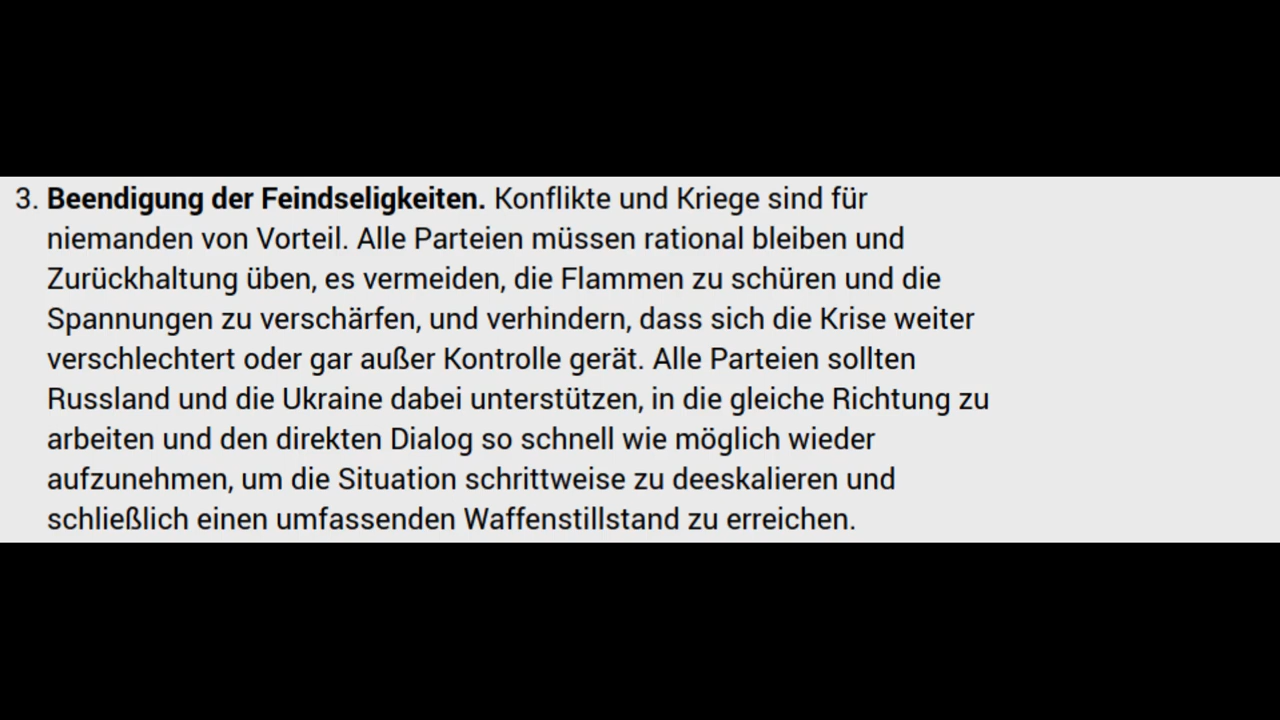 3. Beendigung der Feindseligkeiten. Konflikte und Kriege sind für
niemanden von Vorteil. Alle Parteien müssen rational bleiben und
Zurückhaltung üben, es vermeiden, die Flammen zu schüren und die
Spannungen zu verschärfen, und verhindern, dass sich die Krise weiter
verschlechtert oder gar außer Kontrolle gerät. Alle Parteien sollten
Russland und die Ukraine dabei unterstützen, in die gleiche Richtung zu
arbeiten und den direkten Dialog so schnell wie möglich wieder
aufzunehmen, um die Situation schrittweise zu deeskalieren und
schließlich einen umfassenden Waffenstillstand zu erreichen.